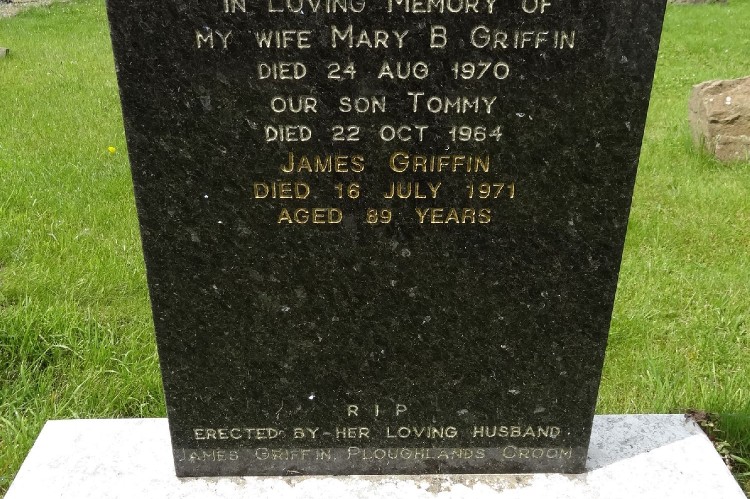 IN LOVING MEMORY OF
MY WIFE MARY B GRIFFIN
DIED 24 AUG 1970
OUR SON TOMMY
DIED 22 OCT 1964
JAMES GRIFFIN
DIED 16 JULY 1971
AGED 89 YEARS
R I P
ERECTED BY HER LOVING HUSBAND
JAMES GRIFFIN, PLOUGHLANDS CROOM